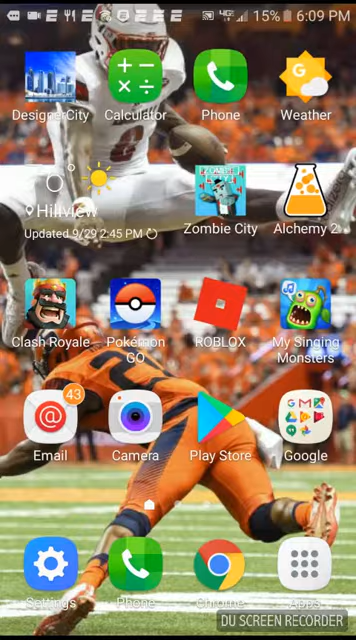 15% 6:09 PM
DesignerCity Calculator Phone Weather
Hillview
Updated 9/29 2:45 PM
Zombie City Alchemy 2
Clash Royale Pokémon GO ROBLOX My Singing Monsters
43
Email Camera Play Store Google
Settings Phone Chrome Apps
DU SCREEN RECORDER